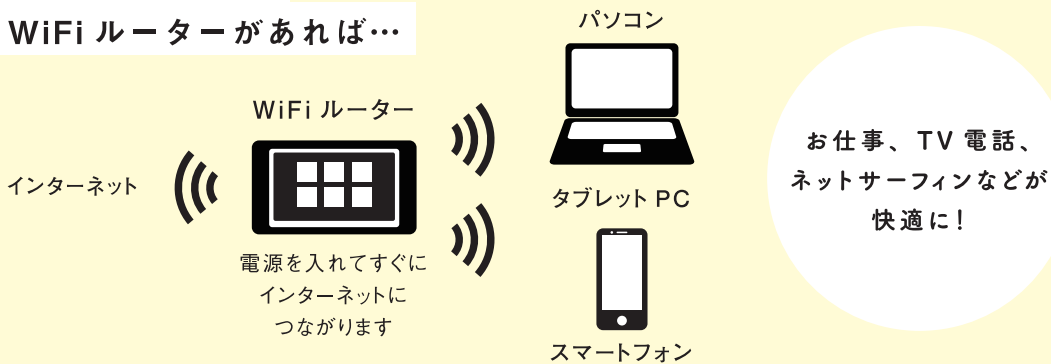 WiFi ルーターがあれば…
パソコン
WiFi ルーター
お仕事、TV 電話、
ネットサーフィンなどが
快適に!
インターネット
タブレット PC
電源を入れてすぐに
インターネットに
つながります
スマートフォン